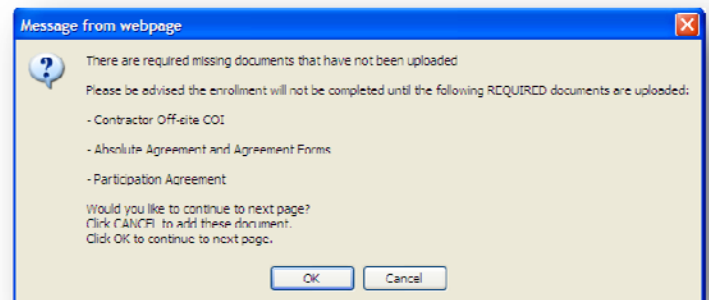 Message from webpage
There are required missing documents that have not been uploaded
Please be advised the enrollment will not be completed until the following REQUIRED documents are uploaded:
- Contractor Off-site COI
- Absolute Agreement and Agreement Forms
- Participation Agreement
Would you like to continue to next page?
Click CANCEL to add these document.
Click OK to continue to next page.
OK
Cancel